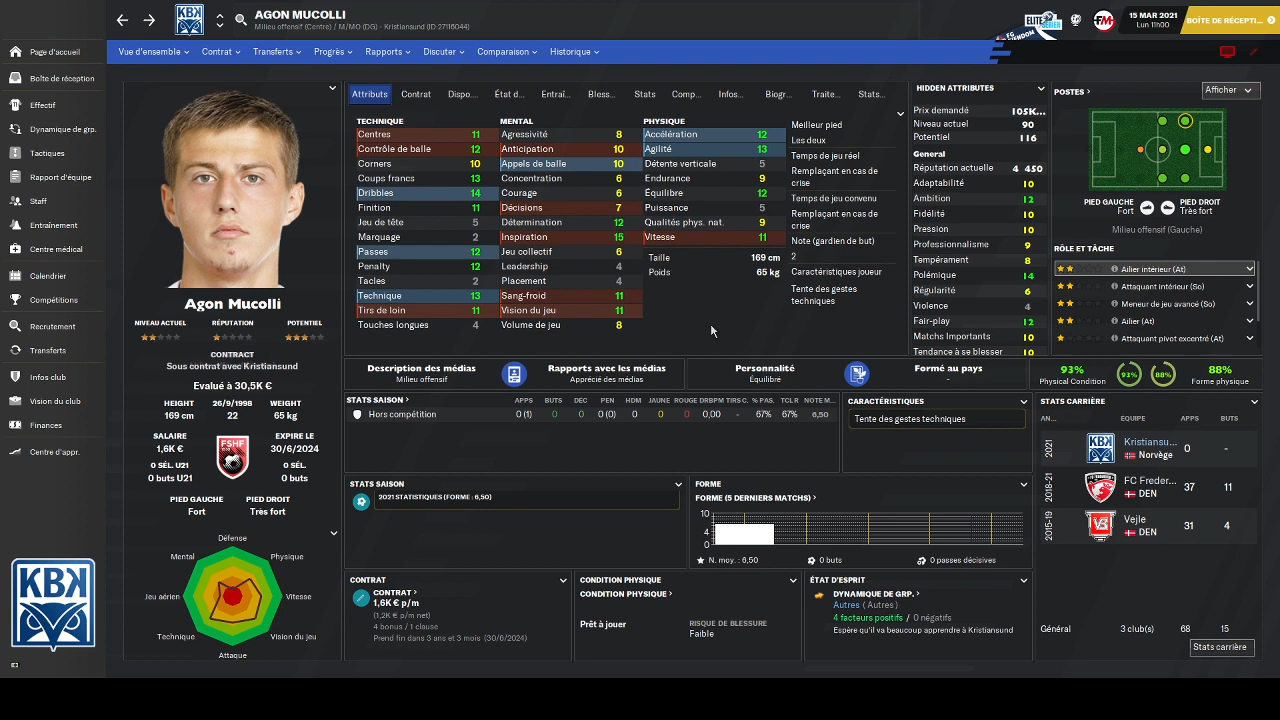 AGON MUCOLLI
Milieu offensif (Centre) / M/MO (DG) - Kristiansund (ID:27116044)
15 MAR 2021
Lun 11h00
BOÎTE DE RÉCEPTI...
Page d'accueil
Boîte de réception
Effectif
Dynamique de grp.
Tactiques
Rapport d'équipe
Staff
Entraînement
Centre médical
Calendrier
Compétitions
Recrutement
Transferts
Infos club
Vision du club
Finances
Centre d'appr.
KBK
Vue d'ensemble
Contrat
Transferts
Progrès
Rapports
Discuter
Comparaison
Historique
Agon Mucolli
NIVEAU ACTUEL
RÉPUTATION
POTENTIEL
CONTRACT
Sous contrat avec Kristiansund
Evalué à 30,5K €
HEIGHT 26/9/1998 WEIGHT
169 cm 22 65 kg
SALAIRE
1,6K €
EXPIRE LE
30/6/2024
FSHF
0 SÉL. U21
0 buts U21
0 SÉL.
0 buts
PIED GAUCHE
Fort
PIED DROIT
Très fort
Défense
Mental
Physique
Jeu aérien
Vitesse
Technique
Vision du jeu
Attaque
Attributs
Contrat
Dispo...
État d...
Entraî...
Bless...
Stats
Comp...
Infos...
Biogr...
Traite...
Stats...
TECHNIQUE
Centres 11
Contrôle de balle 12
Corners 10
Coups francs 13
Dribbles 14
Finition 11
Jeu de tête 5
Marquage 2
Passes 12
Penalty 12
Tacles 2
Technique 13
Tirs de loin 11
Touches longues 4
MENTAL
Agressivité 8
Anticipation 10
Appels de balle 10
Concentration 6
Courage 6
Décisions 7
Détermination 12
Inspiration 15
Jeu collectif 6
Leadership 4
Placement 4
Sang-froid 11
Vision du jeu 11
Volume de jeu 8
PHYSIQUE
Accélération 12
Agilité 13
Détente verticale 5
Endurance 9
Équilibre 12
Puissance 5
Qualités phys. nat. 9
Vitesse 11
Taille 169 cm
Poids 65 kg
Meilleur pied
Les deux
Temps de jeu réel
Remplaçant en cas de
crise
Temps de jeu convenu
Remplaçant en cas de
crise
Note (gardien de but)
2
Caractéristiques joueur
Tente des gestes
techniques
HIDDEN ATTRIBUTES
Prix demandé 105K...
Niveau actuel 90
Potentiel 116
General
Réputation actuelle 4 450
Adaptabilité 10
Ambition 12
Fidélité 10
Pression 10
Professionnalisme 9
Tempérament 8
Polémique 14
Régularité 6
Violence 4
Fair-play 12
Matchs Importants 10
Tendance à se blesser 10
POSTES
Afficher
PIED GAUCHE
Fort
PIED DROIT
Très fort
Milieu offensif (Gauche)
RÔLE ET TÂCHE
Ailier intérieur (At)
Attaquant intérieur (So)
Meneur de jeu avancé (So)
Ailier (At)
Attaquant pivot excentré (At)
Description des médias
Milieu offensif
Rapports avec les médias
Apprécié des médias
Personnalité
Équilibré
Formé au pays
-
93%
Physical Condition
93%
88%
88%
Forme physique
STATS SAISON
APPS BUTS DÉC PEN HDM JAUNE ROUGE DRBPM TIRS C. % PAS. TCLR NOTE M...
Hors compétition 0 (1) 0 0 0 (0) 0 0 0 0,00 - 67% 67% 6,50
CARACTÉRISTIQUES
Tente des gestes techniques
STATS SAISON
2021 STATISTIQUES (FORME : 6,50)
FORME
FORME (5 DERNIERS MATCHS)
10
4
0
N. moy. : 6,50
0 buts
0 passes décisives
CONTRAT
CONTRAT
1,6K € p/m
(1,2K € p/m net)
4 bonus / 1 clause
Prend fin dans 3 ans et 3 mois (30/6/2024)
CONDITION PHYSIQUE
CONDITION PHYSIQUE
Prêt à jouer
RISQUE DE BLESSURE
Faible
ÉTAT D'ESPRIT
DYNAMIQUE DE GRP.
Autres ( Autres )
4 facteurs positifs / 0 négatifs
Espère qu'il va beaucoup apprendre à Kristiansund
STATS CARRIÈRE
AN... EQUIPE APPS BUTS
2021 Kristiansu... 0 -
Norvège
2018-21 FC Freder... 37 11
DEN
2015-19 Vejle 31 4
DEN
Général 3 club(s) 68 15
Stats carrière